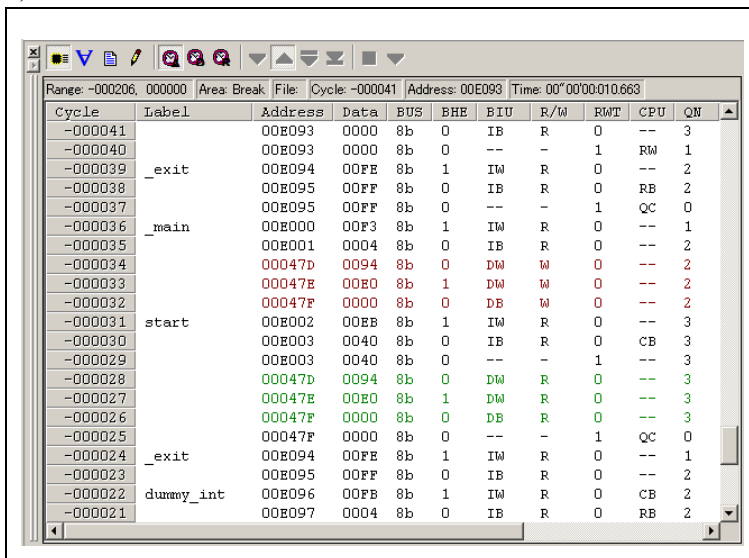 Range: -000206, 000000 Area: Break File: Cycle: -000041 Address: 00E093 Time: 00"00'00:010.663
Cycle Label Address Data BUS BHE BIU R/W RWT CPU QN
-000041 00E093 0000 8b 0 IB R 0 -- 3
-000040 00E093 0000 8b 0 -- - 1 RW 1
-000039 _exit 00E094 00FE 8b 1 IW R 0 -- 2
-000038 00E095 00FF 8b 0 IB R 0 RB 2
-000037 00E095 00FF 8b 0 -- - 1 QC 0
-000036 _main 00E000 00F3 8b 1 IW R 0 -- 1
-000035 00E001 0004 8b 0 IB R 0 -- 2
-000034 00047D 0094 8b 0 DW W 0 -- 2
-000033 00047E 00E0 8b 1 DW W 0 -- 2
-000032 00047F 0000 8b 0 DB W 0 -- 2
-000031 start 00E002 00EB 8b 1 IW R 0 -- 3
-000030 00E003 0040 8b 0 IB R 0 CB 3
-000029 00E003 0040 8b 0 -- - 1 -- 3
-000028 00047D 0094 8b 0 DW R 0 -- 3
-000027 00047E 00E0 8b 1 DW R 0 -- 3
-000026 00047F 0000 8b 0 DB R 0 -- 3
-000025 00047F 0000 8b 0 -- - 1 QC 0
-000024 _exit 00E094 00FE 8b 1 IW R 0 -- 1
-000023 00E095 00FF 8b 0 IB R 0 -- 2
-000022 dummy_int 00E096 00FB 8b 1 IW R 0 CB 2
-000021 00E097 0004 8b 0 IB R 0 RB 2